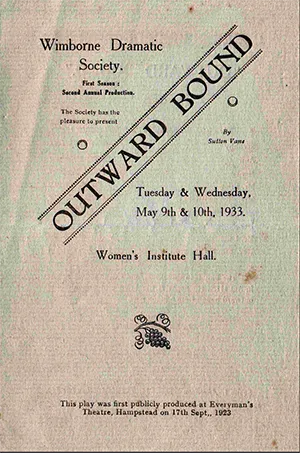 Wimborne Dramatic
Society.
First Season :
Second Annual Production.
The Society has the
pleasure to present
OUTWARD BOUND
By
Sutton Vane
Tuesday & Wednesday,
May 9th & 10th, 1933.
Women's Institute Hall.
This play was first publicly produced at Everyman's
Theatre, Hampstead on 17th Sept., 1923